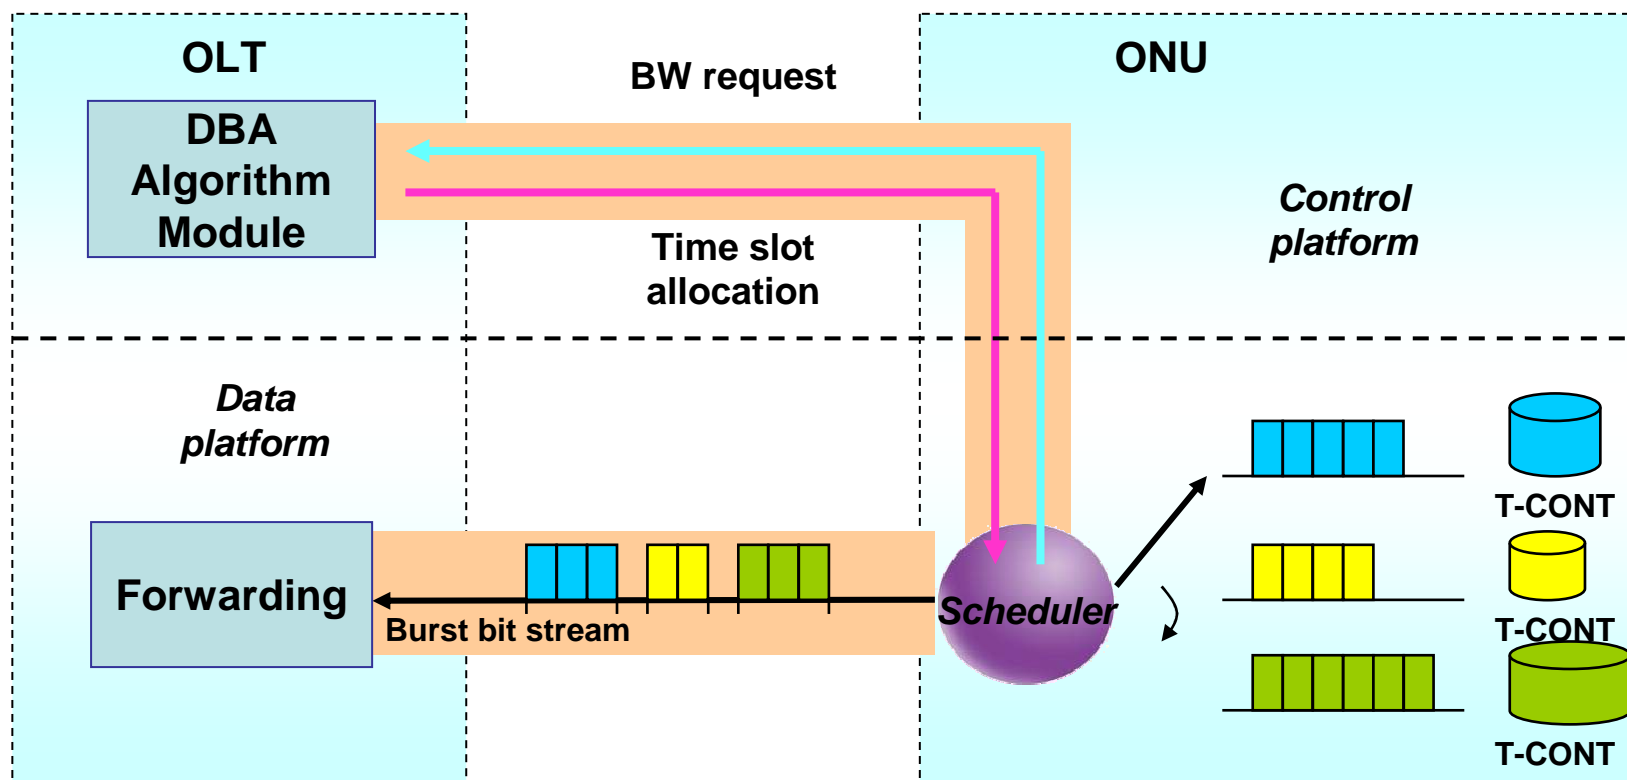 OLT
BW request
ONU
DBA
Algorithm
Module
Time slot
allocation
Control
platform
Data
platform
Forwarding
Burst bit stream
Scheduler
T-CONT
T-CONT
T-CONT